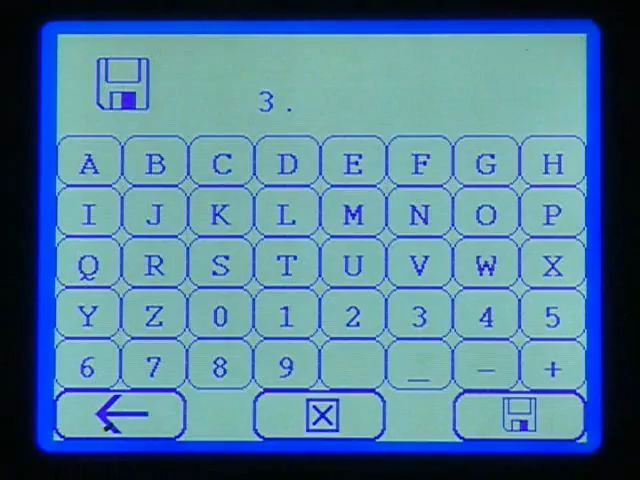 3.
A B C D E F G H
I J K L M N O P
Q R S T U V W X
Y Z 0 1 2 3 4 5
6 7 8 9 _ − +